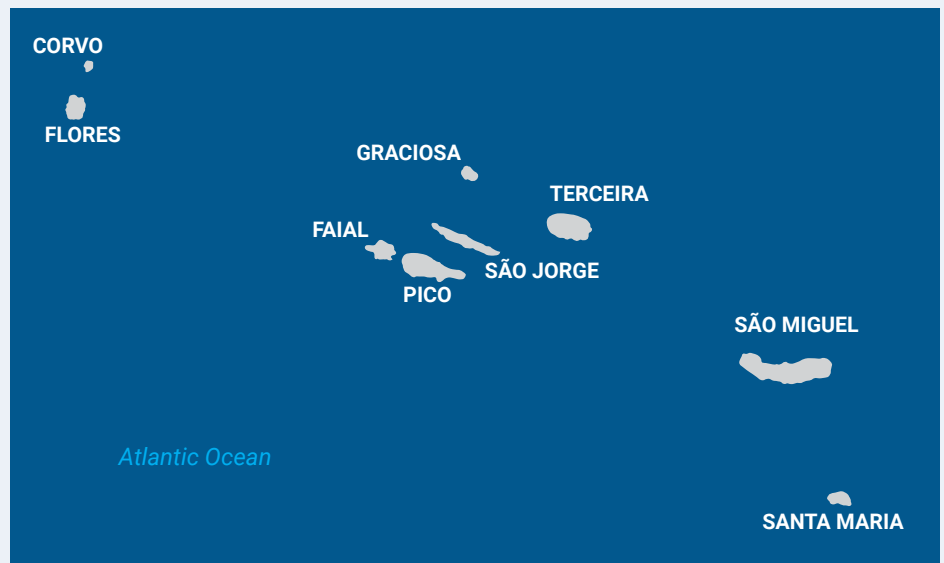 CORVO
FLORES
GRACIOSA
TERCEIRA
FAIAL
SÃO JORGE
PICO
SÃO MIGUEL
Atlantic Ocean
SANTA MARIA